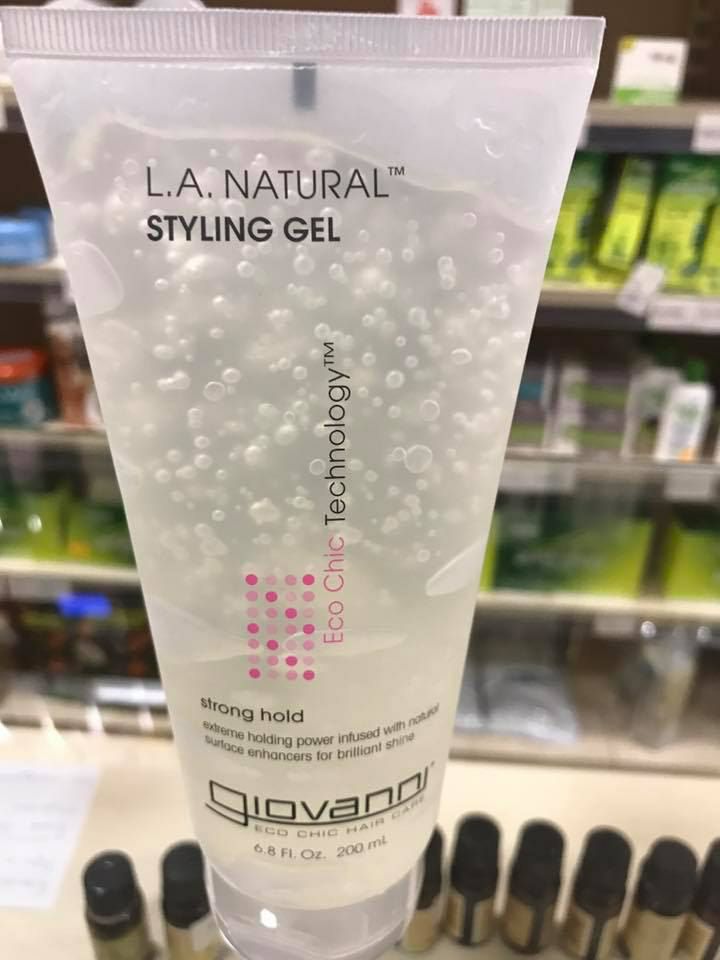 L.A. NATURAL™
STYLING GEL
Eco Chic Technology™
strong hold
extreme holding power infused with natural
surface enhancers for brilliant shine
giovanni
ECO CHIC HAIR CARE
6.8 Fl. Oz. 200 mL